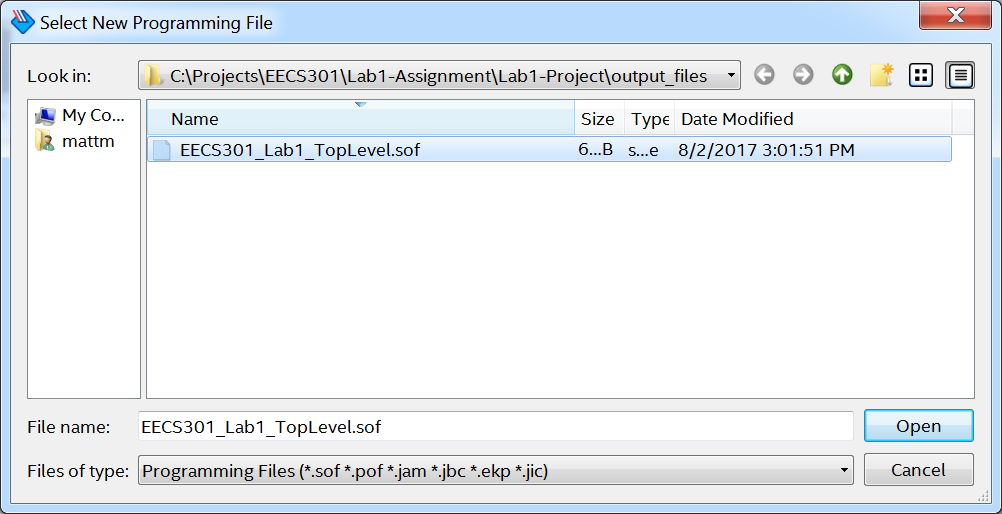 Select New Programming File
Look in: C:\Projects\EECS301\Lab1-Assignment\Lab1-Project\output_files
My Co...
mattm
Name Size Type Date Modified
EECS301_Lab1_TopLevel.sof 6...B s...e 8/2/2017 3:01:51 PM
File name: EECS301_Lab1_TopLevel.sof Open
Files of type: Programming Files (*.sof *.pof *.jam *.jbc *.ekp *.jic) Cancel